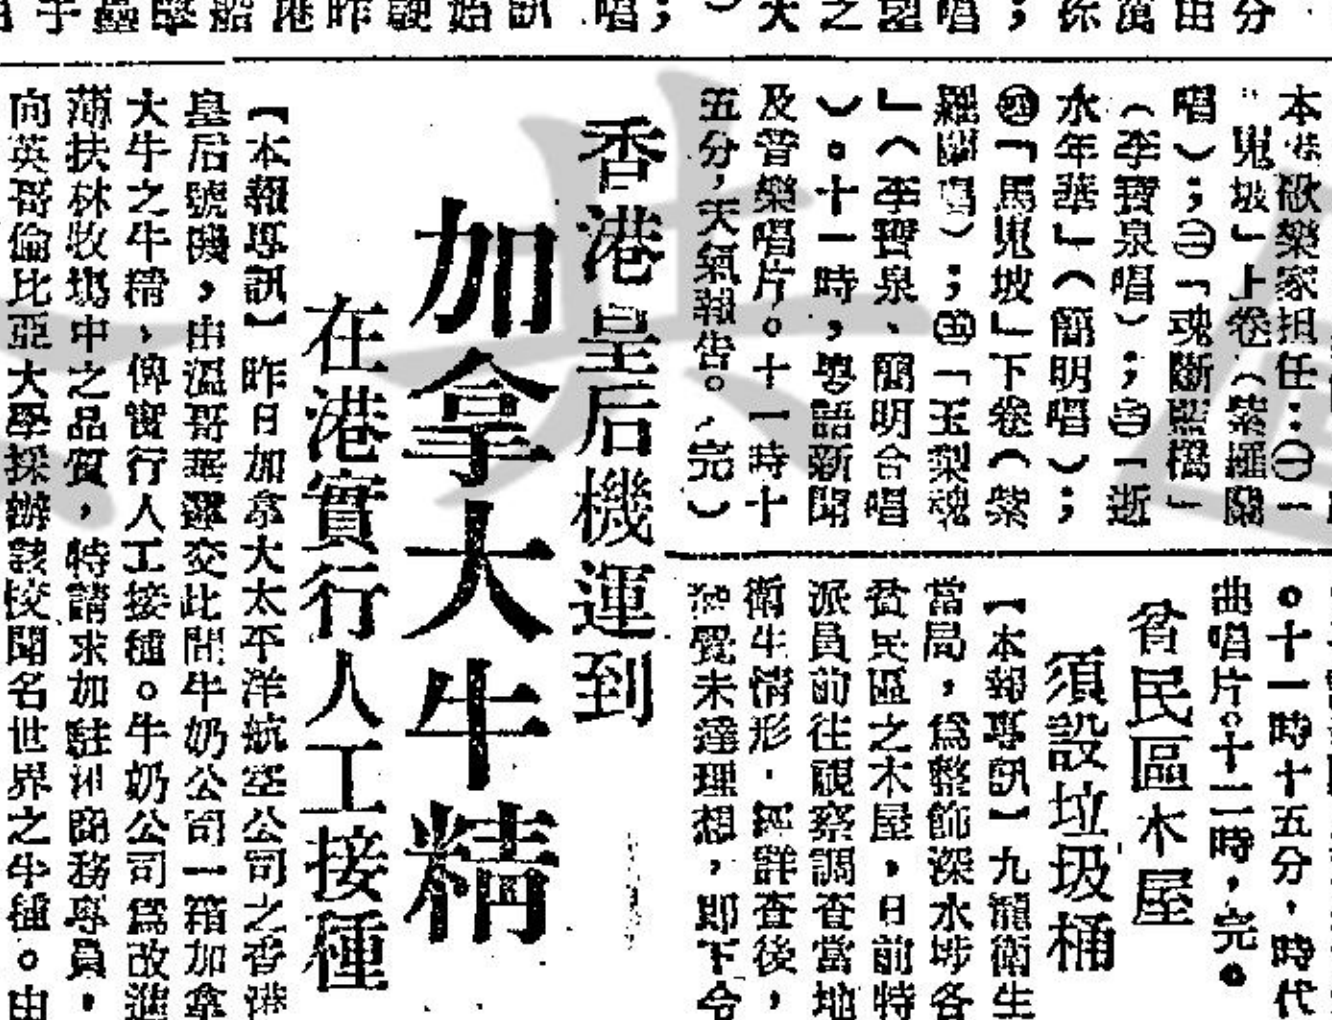 本港歌樂家担任：㊀「
鬼坡」上卷（紫羅蘭
唱）；㊁「魂斷藍橋」
（李寶泉唱）；㊂「逝
水年華」（簡明唱）；
㊃「馬嵬坡」下卷（紫
羅蘭唱）；㊄「玉梨魂
」（李寶泉、簡明合唱
）。十一時，粵語新聞
及音樂唱片。十一時十
五分，天氣報告。（完）
。十一時十五分，時代
曲唱片。十二時，完。
貧民區木屋
須設垃圾桶
【本報專訊】九龍衛生
當局，爲整飾深水埗各
貧民區之木屋，日前特
派員前往視察調查當地
衛生情形，經詳查後，
覺未達理想，即下令
香港皇后機運到
加拿大牛精
在港實行人工接種
【本報專訊】昨日加拿大太平洋航空公司之香港
皇后號機，由溫哥華運交此間牛奶公司一箱加拿
大牛之牛精，俾實行人工接種。牛奶公司爲改進
薄扶林牧塲中之品質，特請求加駐港商務專員，
向英哥倫比亞大學採辦該校聞名世界之牛種。由